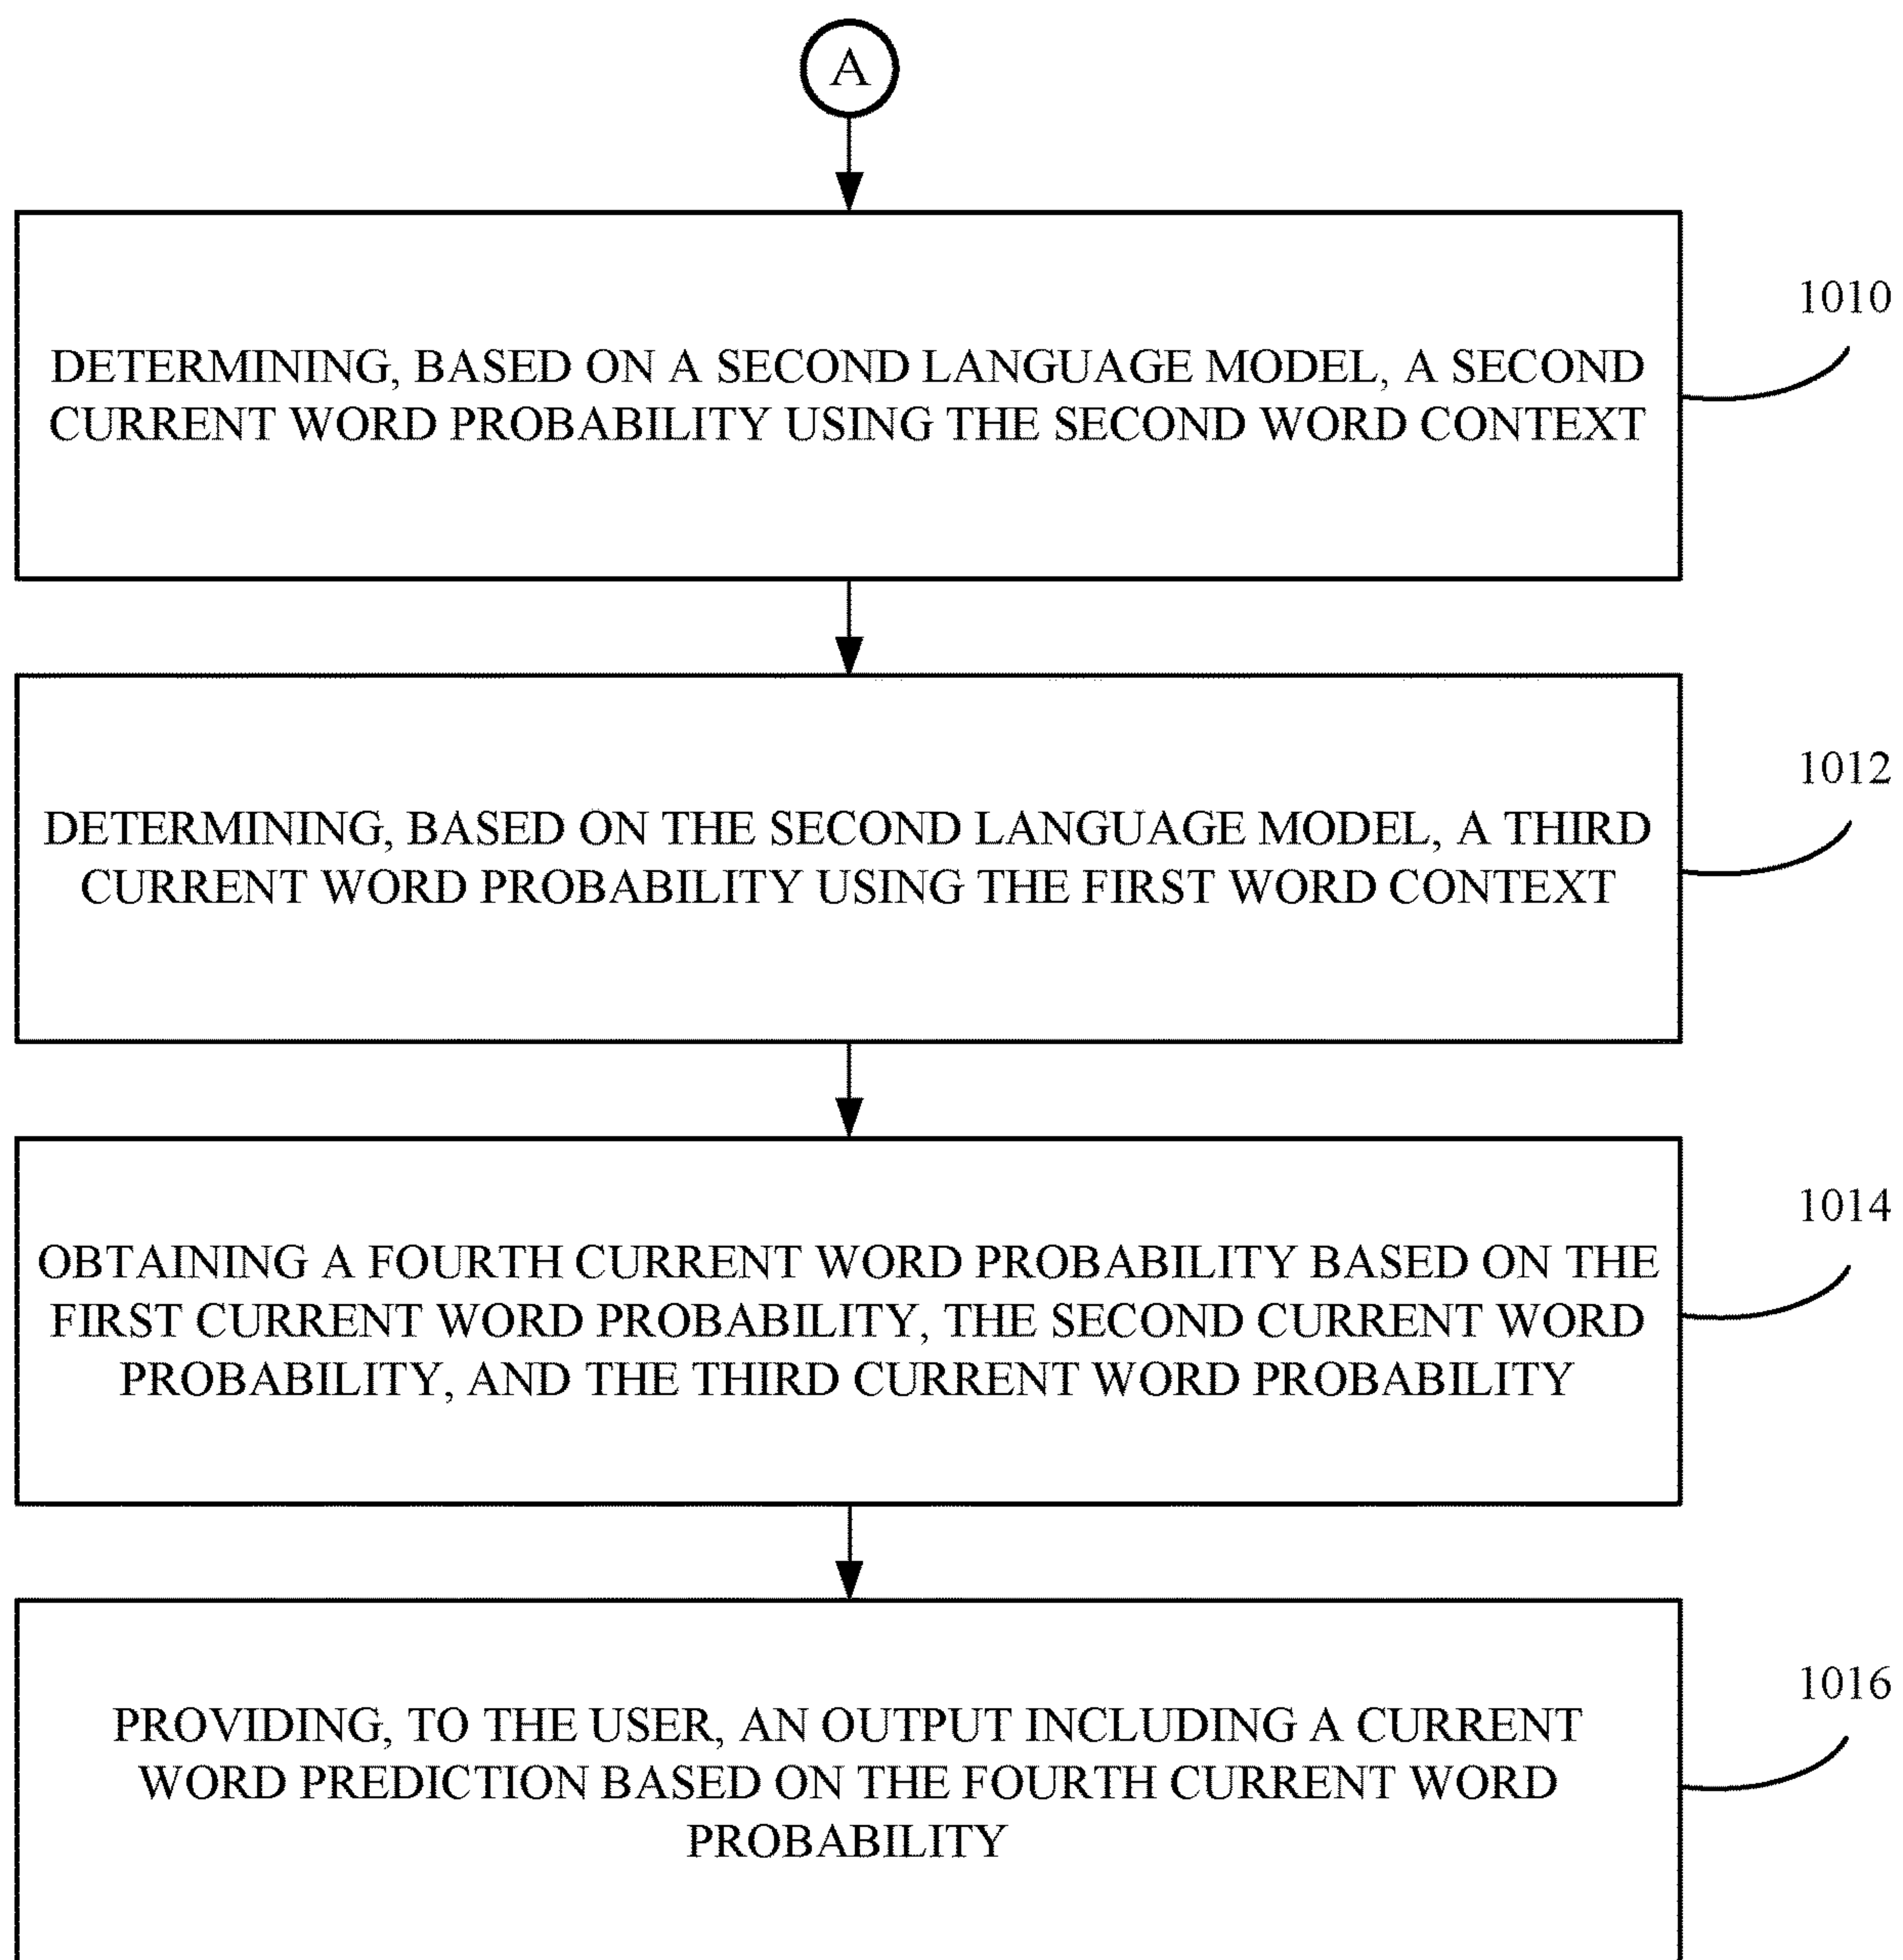 A
1010
DETERMINING, BASED ON A SECOND LANGUAGE MODEL, A SECOND
CURRENT WORD PROBABILITY USING THE SECOND WORD CONTEXT
1012
DETERMINING, BASED ON THE SECOND LANGUAGE MODEL, A THIRD
CURRENT WORD PROBABILITY USING THE FIRST WORD CONTEXT
1014
OBTAINING A FOURTH CURRENT WORD PROBABILITY BASED ON THE
FIRST CURRENT WORD PROBABILITY, THE SECOND CURRENT WORD
PROBABILITY, AND THE THIRD CURRENT WORD PROBABILITY
1016
PROVIDING, TO THE USER, AN OUTPUT INCLUDING A CURRENT
WORD PREDICTION BASED ON THE FOURTH CURRENT WORD
PROBABILITY